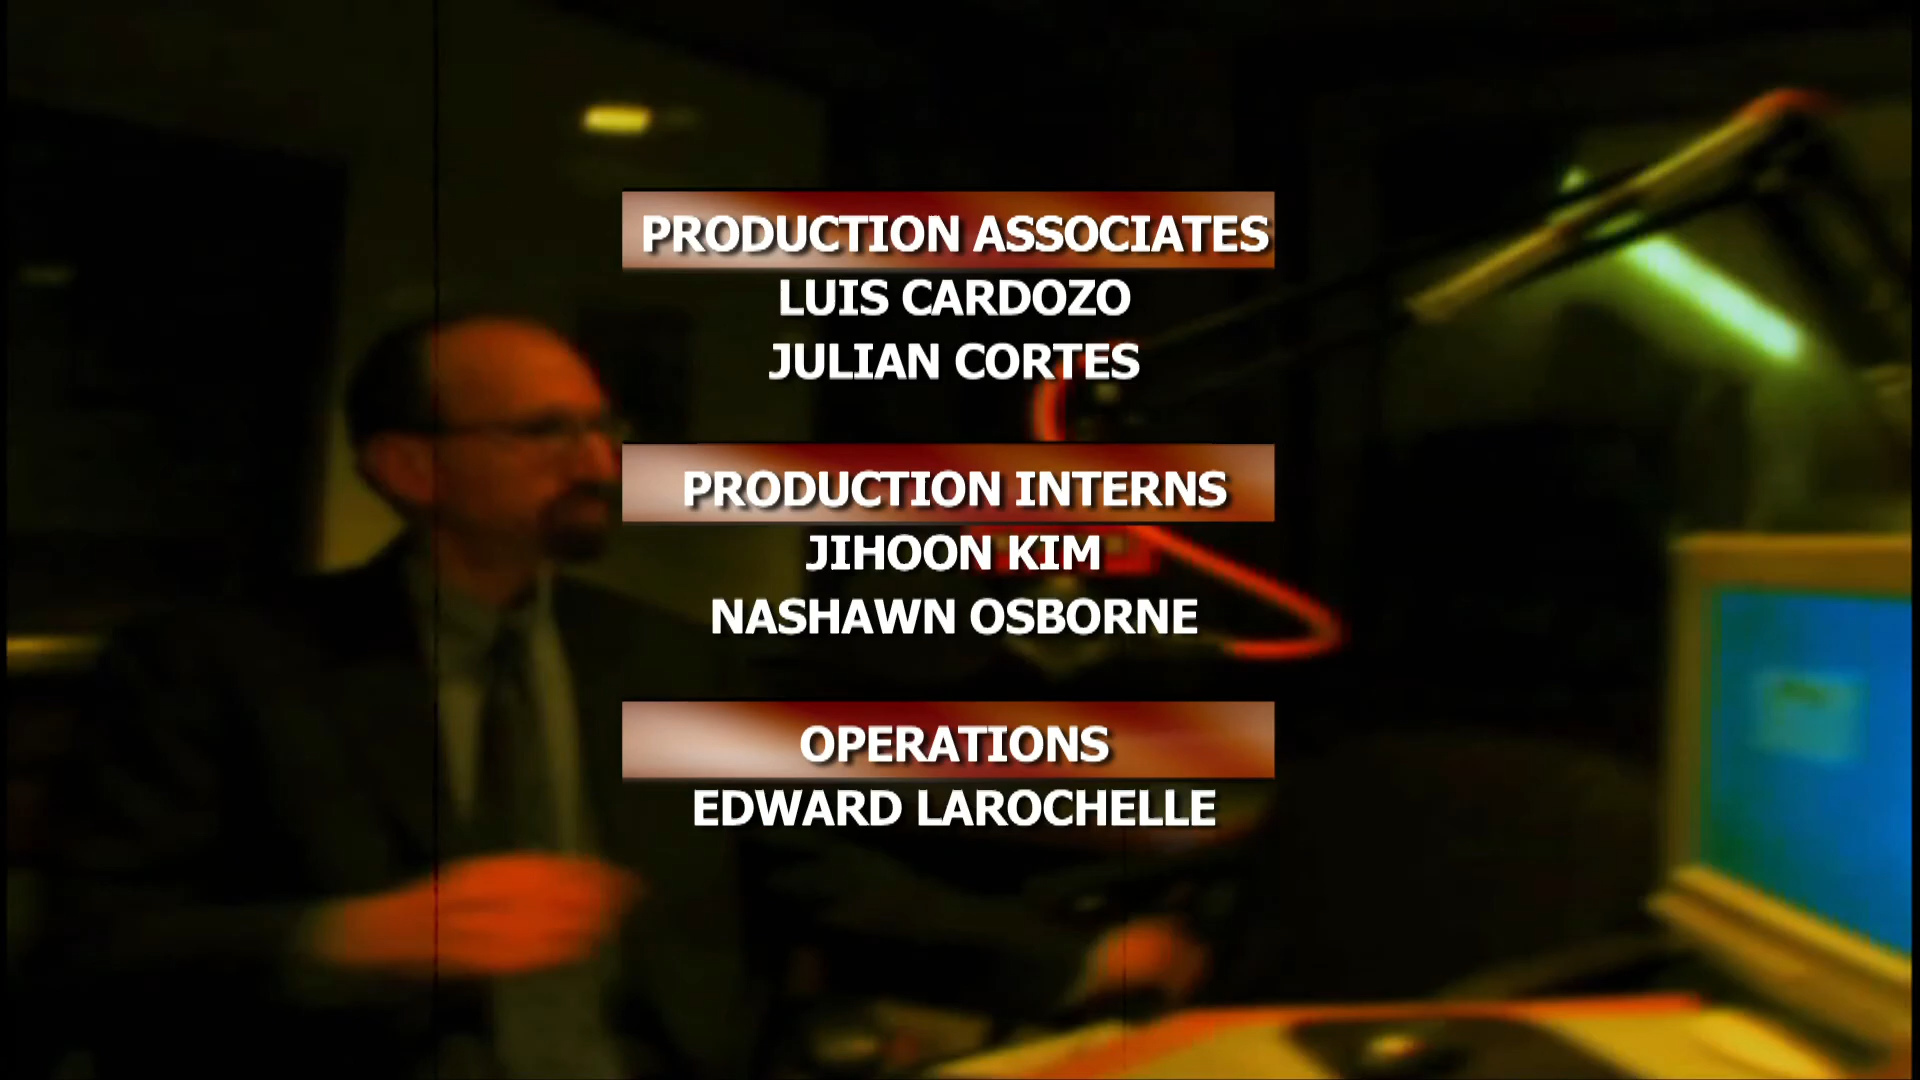 PRODUCTION ASSOCIATES
LUIS CARDOZO
JULIAN CORTES
PRODUCTION INTERNS
JIHOON KIM
NASHAWN OSBORNE
OPERATIONS
EDWARD LAROCHELLE